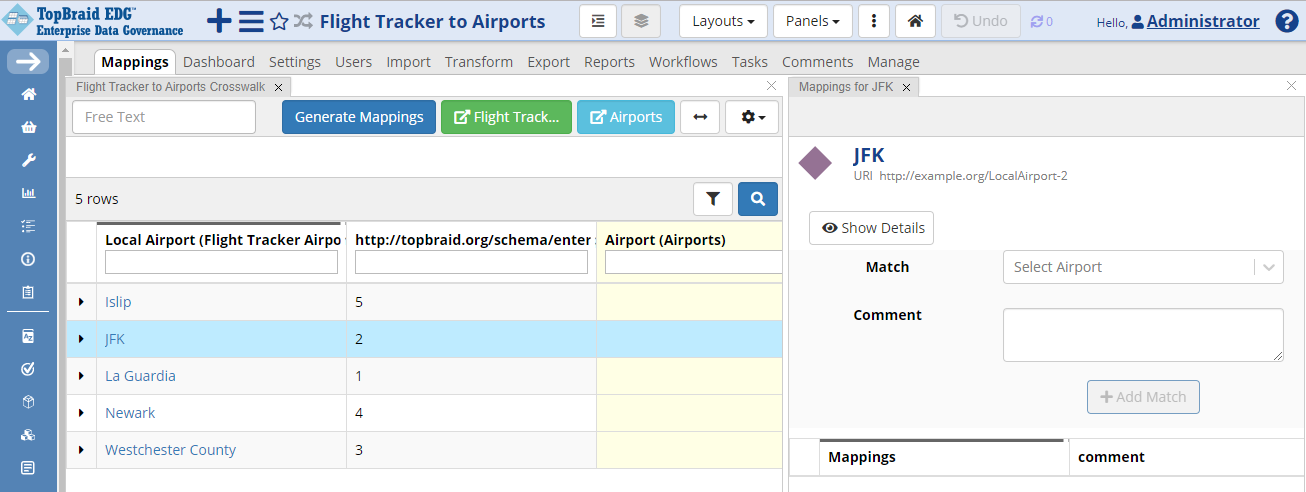 TopBraid EDG™
Enterprise Data Governance
Flight Tracker to Airports
Layouts
Panels
Undo
0
Hello, Administrator
?
Mappings Dashboard Settings Users Import Transform Export Reports Workflows Tasks Comments Manage
Flight Tracker to Airports Crosswalk
Free Text
Generate Mappings
Flight Track...
Airports
5 rows
Local Airport (Flight Tracker Airpo
http://topbraid.org/schema/enter
Airport (Airports)
Islip 5
JFK 2
La Guardia 1
Newark 4
Westchester County 3
Mappings for JFK
JFK
URI http://example.org/LocalAirport-2
Show Details
Match
Select Airport
Comment
Add Match
Mappings
comment